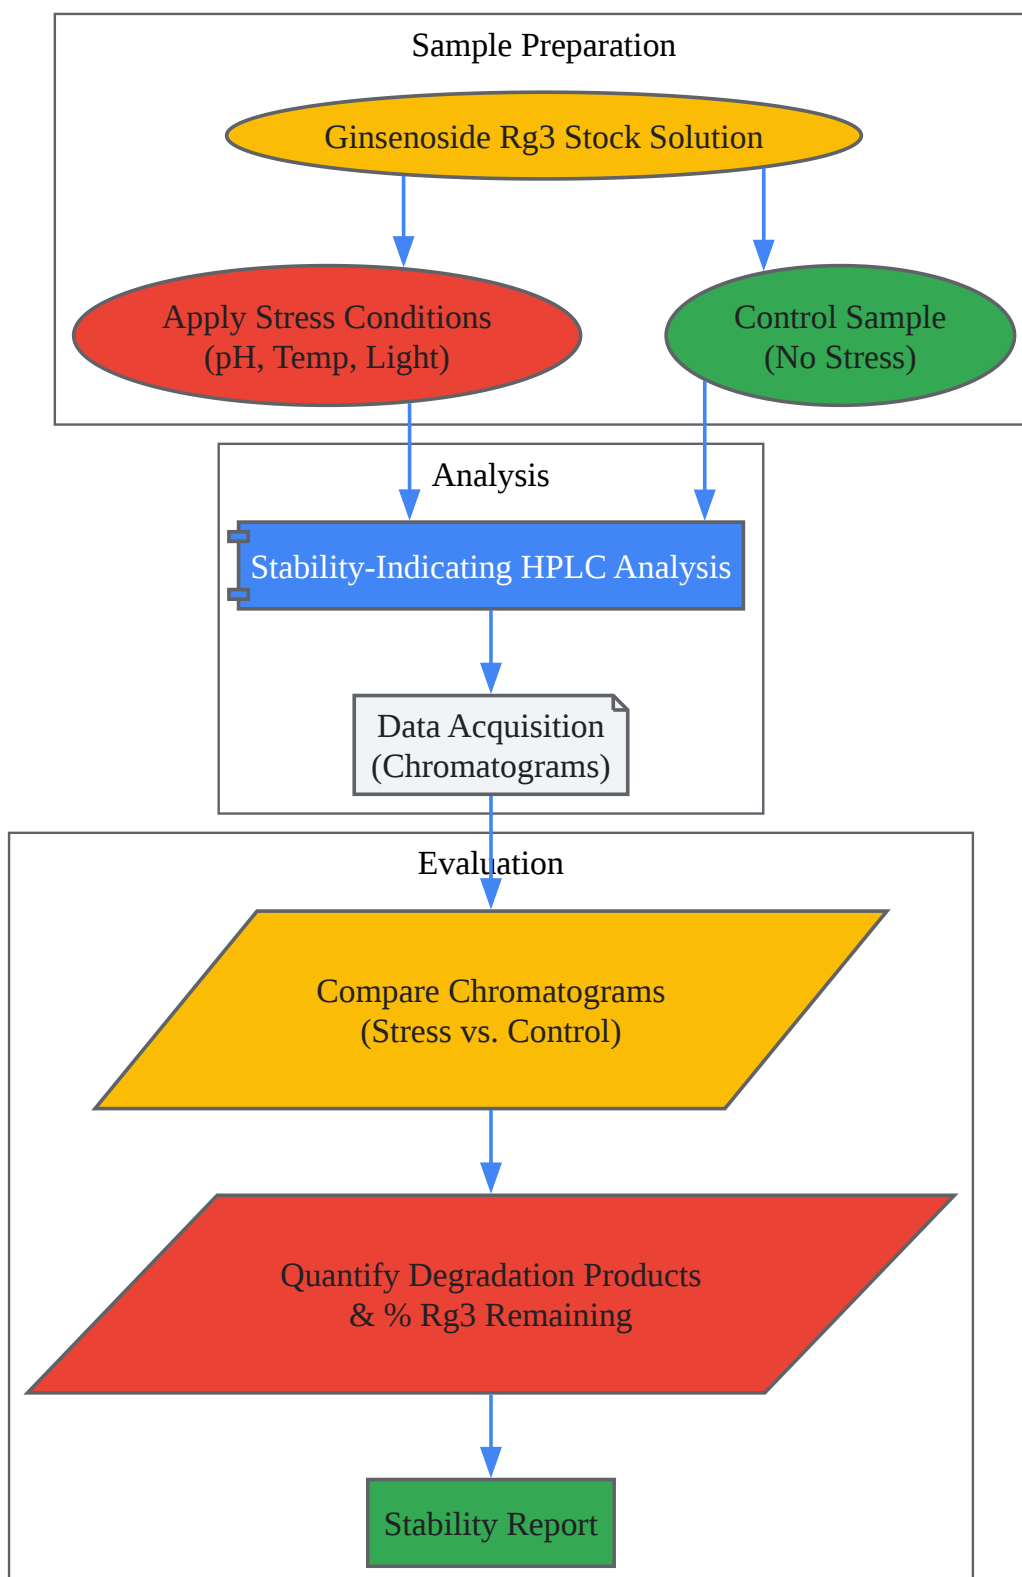 Sample Preparation
Ginsenoside Rg3 Stock Solution
Apply Stress Conditions
(pH, Temp, Light)
Control Sample
(No Stress)
Analysis
Stability-Indicating HPLC Analysis
Data Acquisition
(Chromatograms)
Evaluation
Compare Chromatograms
(Stress vs. Control)
Quantify Degradation Products
& % Rg3 Remaining
Stability Report